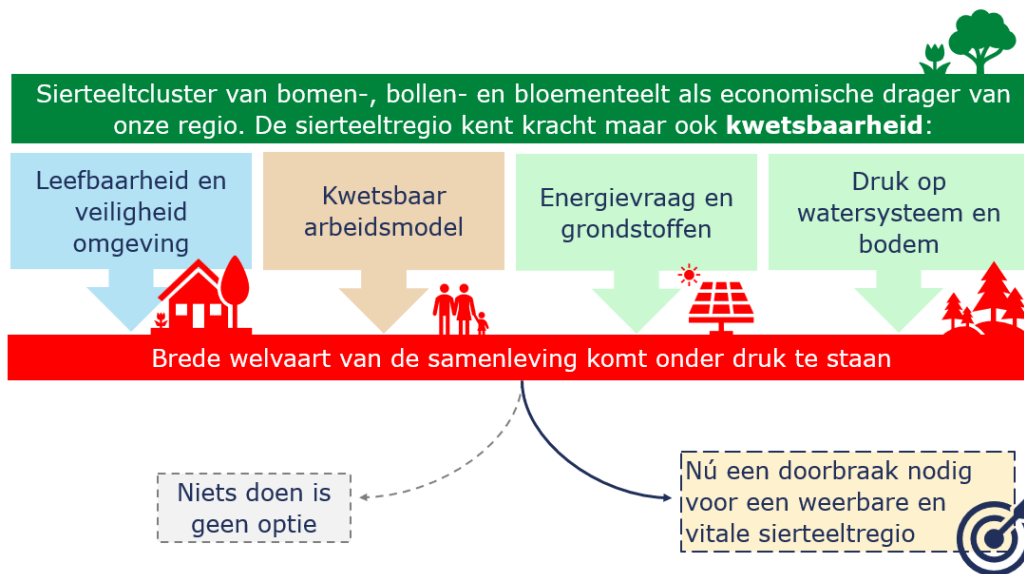 Sierteeltcluster van bomen-, bollen- en bloementeelt als economische drager van
onze regio. De sierteeltregio kent kracht maar ook kwetsbaarheid:
Leefbaarheid en
veiligheid
omgeving
Kwetsbaar
arbeidsmodel
Energievraag en
grondstoffen
Druk op
watersysteem en
bodem
Brede welvaart van de samenleving komt onder druk te staan
Niets doen is
geen optie
Nú een doorbraak nodig
voor een weerbare en
vitale sierteeltregio